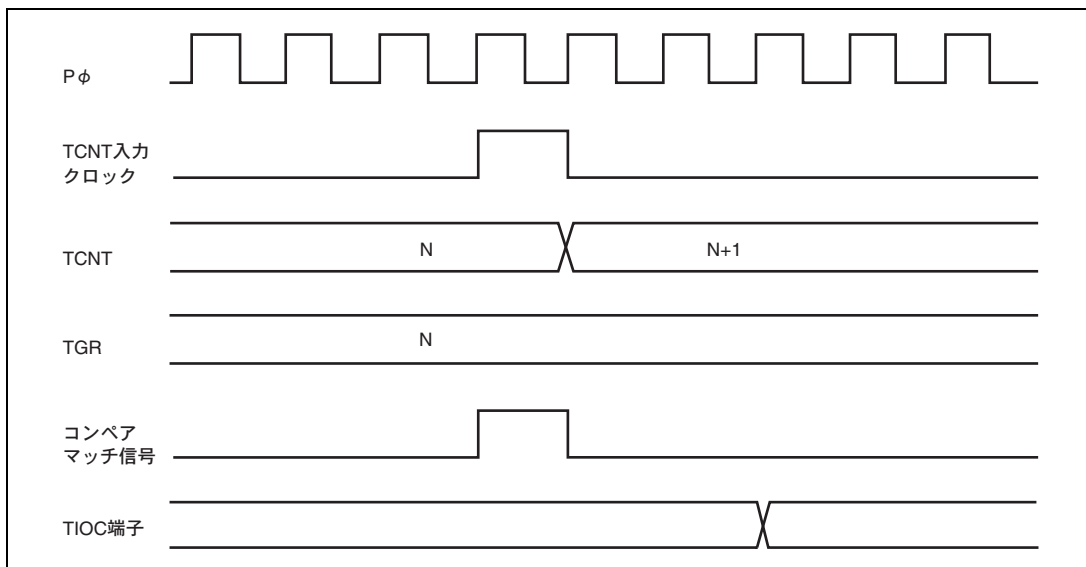 Pφ
TCNT入力
クロック
TCNT
N
N+1
TGR
N
コンペア
マッチ信号
TIOC端子